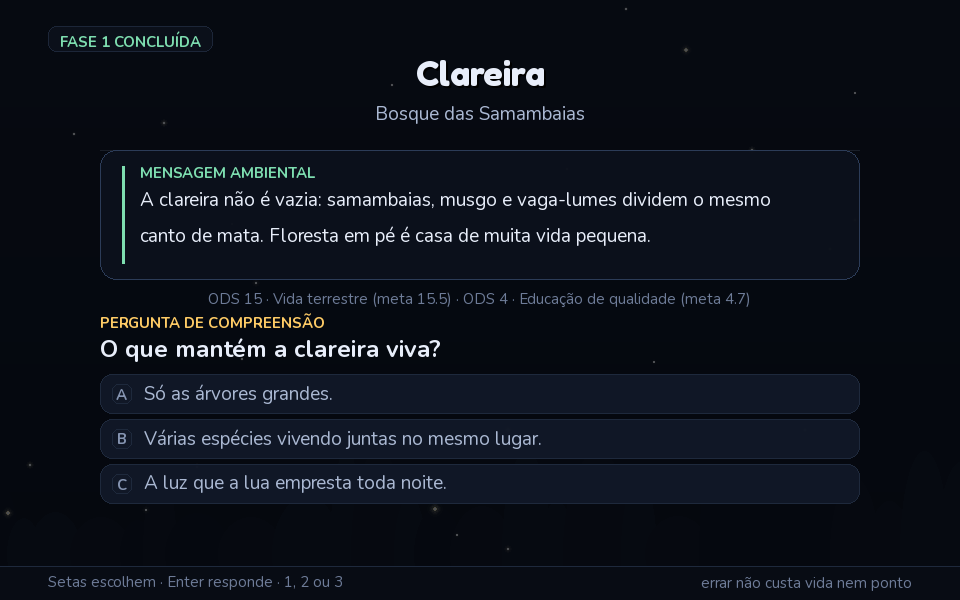 FASE 1 CONCLUÍDA
Clareira
Bosque das Samambaias
MENSAGEM AMBIENTAL
A clareira não é vazia: samambaias, musgo e vaga-lumes dividem o mesmo
canto de mata. Floresta em pé é casa de muita vida pequena.
ODS 15 · Vida terrestre (meta 15.5) · ODS 4 · Educação de qualidade (meta 4.7)
PERGUNTA DE COMPREENSÃO
O que mantém a clareira viva?
A Só as árvores grandes.
B Várias espécies vivendo juntas no mesmo lugar.
C A luz que a lua empresta toda noite.
Setas escolhem · Enter responde · 1, 2 ou 3
errar não custa vida nem ponto